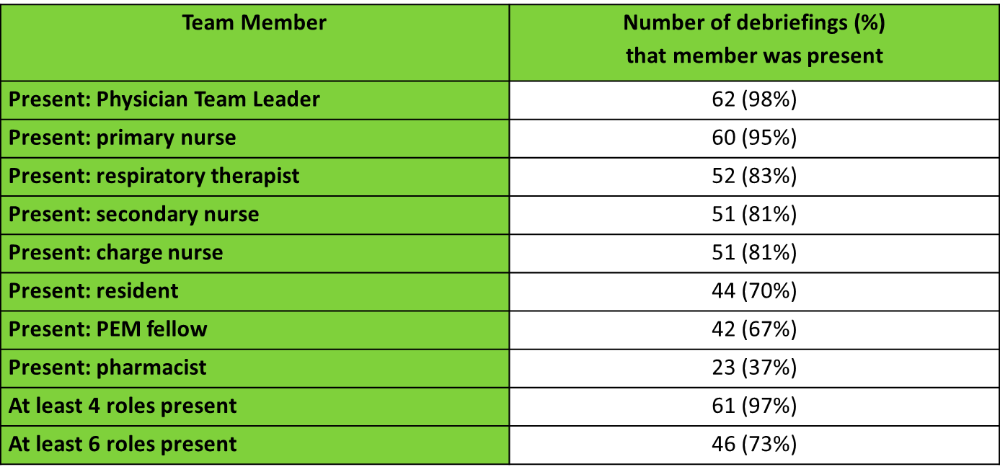 Team Member
Number of debriefings (%)
that member was present
Present: Physician Team Leader
62 (98%)
Present: primary nurse
60 (95%)
Present: respiratory therapist
52 (83%)
Present: secondary nurse
51 (81%)
Present: charge nurse
51 (81%)
Present: resident
44 (70%)
Present: PEM fellow
42 (67%)
Present: pharmacist
23 (37%)
At least 4 roles present
61 (97%)
At least 6 roles present
46 (73%)